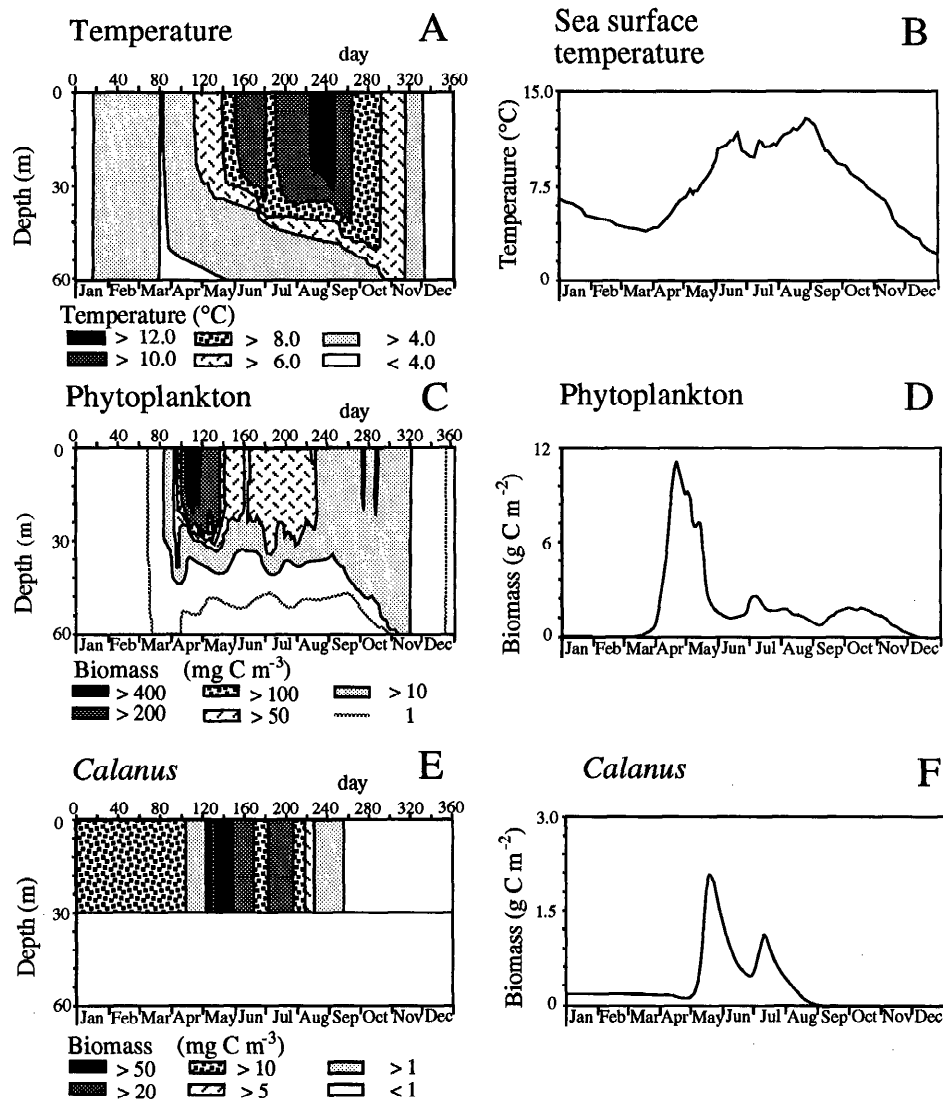 Temperature A
day
0 40 80 120 160 200 240 280 320 360
0
30
60
Depth (m)
Jan Feb Mar Apr May Jun Jul Aug Sep Oct Nov Dec
Temperature (°C)
> 12.0 > 8.0 > 4.0
> 10.0 > 6.0 < 4.0
Sea surface
temperature
B
15.0
7.5
0
Temperature (°C)
Jan Feb Mar Apr May Jun Jul Aug Sep Oct Nov Dec
Phytoplankton C
day
0 40 80 120 160 200 240 280 320 360
0
30
60
Depth (m)
Jan Feb Mar Apr May Jun Jul Aug Sep Oct Nov Dec
Biomass (mg C m-3)
> 400 > 100 > 10
> 200 > 50 1
Phytoplankton D
12
6
0
Biomass (g C m-2)
Jan Feb Mar Apr May Jun Jul Aug Sep Oct Nov Dec
Calanus E
day
0 40 80 120 160 200 240 280 320 360
0
30
60
Depth (m)
Jan Feb Mar Apr May Jun Jul Aug Sep Oct Nov Dec
Biomass (mg C m-3)
> 50 > 10 > 1
> 20 > 5 < 1
Calanus F
3.0
1.5
0
Biomass (g C m-2)
Jan Feb Mar Apr May Jun Jul Aug Sep Oct Nov Dec